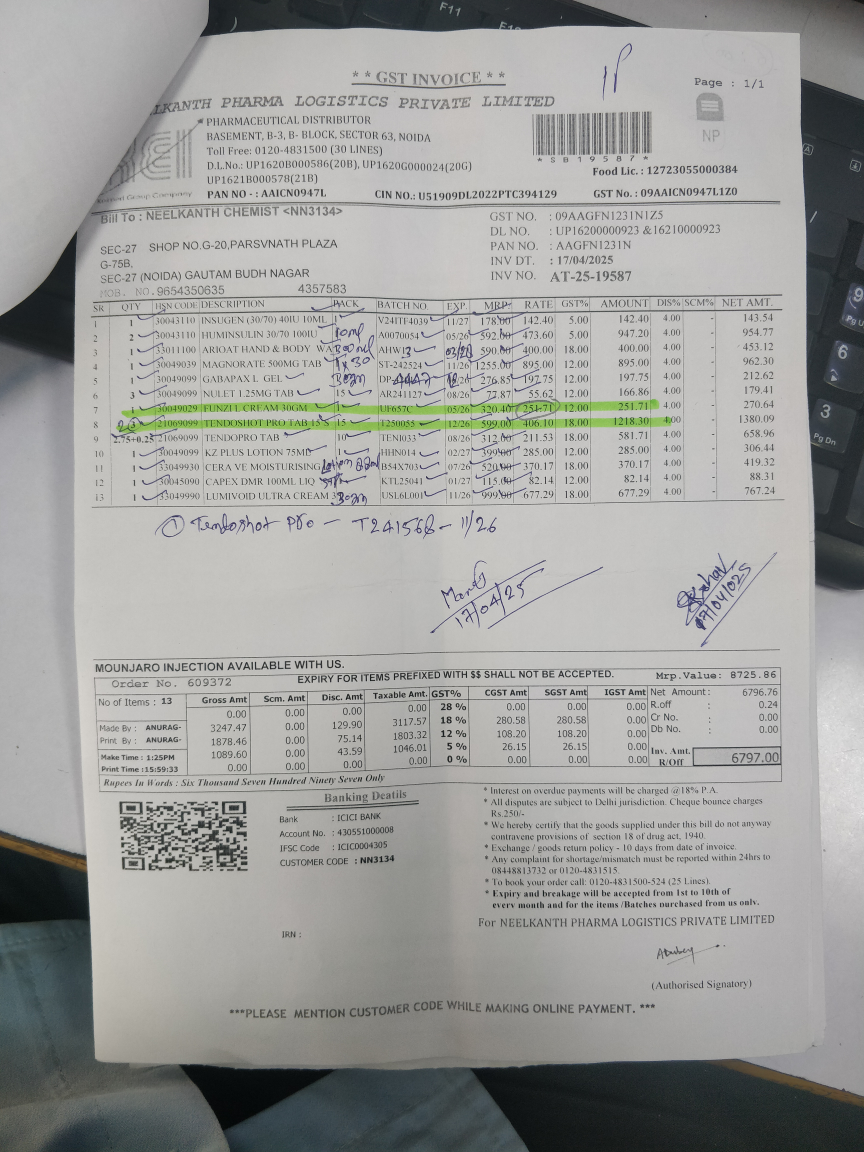 ** GST INVOICE **
Page : 1/1
LKANTH PHARMA LOGISTICS PRIVATE LIMITED
PHARMACEUTICAL DISTRIBUTOR
BASEMENT, B-3, B- BLOCK, SECTOR 63, NOIDA
Toll Free: 0120-4831500 (30 LINES)
D.L.No.: UP1620B000586(20B), UP1620G000024(20G)
UP1621B000578(21B)
NP
*SB19587*
Food Lic. : 12723055000384
PAN NO - : AAICN0947L
CIN NO.: U51909DL2022PTC394129
GST No. : 09AAICN0947L1Z0
Bill To : NEELKANTH CHEMIST <NN3134>
SEC-27 SHOP NO.G-20,PARSVNATH PLAZA
G-75B,
SEC-27 (NOIDA) GAUTAM BUDH NAGAR
MOB. NO.9654350635 4357583
GST NO. : 09AAGFN1231N1Z5
DL NO. : UP16200000923 &16210000923
PAN NO. : AAGFN1231N
INV DT. : 17/04/2025
INV NO. AT-25-19587
SR QTY HSN CODE DESCRIPTION PACK BATCH NO. EXP. MRP RATE GST% AMOUNT DIS% SCM% NET AMT.
1 1 30043110 INSUGEN (30/70) 40IU 10ML 1 V24ITF4039 11/27 178.00 142.40 5.00 142.40 4.00 - 143.54
2 2 30043110 HUMINSULIN 30/70 100IU 10ml A0070054 05/26 592.00 473.60 5.00 947.20 4.00 - 954.77
3 1 33011100 ARIOAT HAND & BODY WA 300ml AHW13 03/28 590.00 400.00 18.00 400.00 4.00 - 453.12
4 1 30049039 MAGNORATE 500MG TAB 1x30 ST-242524 11/26 1255.00 895.00 12.00 895.00 4.00 - 962.30
5 1 30049099 GABAPAX L GEL 30gm 12/26 276.85 197.75 12.00 197.75 4.00 - 212.62
6 3 30049099 NULET 1.25MG TAB 15 AR241127 08/26 77.87 55.62 12.00 166.86 4.00 - 179.41
7 1 30049029 FUNZI L CREAM 30GM 1 UF657C 05/26 320.40 251.71 12.00 251.71 4.00 - 270.64
8 3 21069099 TENDOSHOT PRO TAB 15'S 15 1250055 12/26 599.00 406.10 18.00 1218.30 4.00 - 1380.09
9 2.75+0.25 21069099 TENDOPRO TAB 10 TENI033 08/26 312.00 211.53 18.00 581.71 4.00 - 658.96
10 1 30049099 KZ PLUS LOTION 75ML 1 IHN014 02/27 399.00 285.00 12.00 285.00 4.00 - 306.44
11 1 33049930 CERA VE MOISTURISING Lotion B54X703 07/26 520.00 370.17 18.00 370.17 4.00 - 419.32
12 1 30045090 CAPEX DMR 100ML LIQ KTL25041 01/27 115.00 82.14 12.00 82.14 4.00 - 88.31
13 1 33049990 LUMIVOID ULTRA CREAM 30gm USL6L001 11/26 999.00 677.29 18.00 677.29 4.00 - 767.24
① Tendoshot Pro - T241568 - 11/26
17/04/25
17/04/025
MOUNJARO INJECTION AVAILABLE WITH US.
Order No. 609372
EXPIRY FOR ITEMS PREFIXED WITH $$ SHALL NOT BE ACCEPTED.
Mrp.Value: 8725.86
No of Items : 13
Made By : ANURAG-
Print By : ANURAG-
Make Time : 1:25PM
Print Time :15:59:33
Gross Amt Scm. Amt Disc. Amt Taxable Amt. GST% CGST Amt SGST Amt IGST Amt
0.00 0.00 0.00 0.00 28 % 0.00 0.00 0.00
3247.47 0.00 129.90 3117.57 18 % 280.58 280.58 0.00
1878.46 0.00 75.14 1803.32 12 % 108.20 108.20 0.00
1089.60 0.00 43.59 1046.01 5 % 26.15 26.15 0.00
0.00 0.00 0.00 0.00 0 % 0.00 0.00 0.00
Net Amount : 6796.76
R.off : 0.24
Cr No. : 0.00
Db No. : 0.00
Inv. Amt. R/Off 6797.00
Rupees In Words : Six Thousand Seven Hundred Ninety Seven Only
Banking Deatils
Bank : ICICI BANK
Account No. : 430551000008
IFSC Code : ICIC0004305
CUSTOMER CODE : NN3134
* Interest on overdue payments will be charged @18% P.A.
* All disputes are subject to Delhi jurisdiction. Cheque bounce charges
Rs.250/-
* We hereby certify that the goods supplied under this bill do not anyway
contravene provisions of section 18 of drug act, 1940.
* Exchange / goods return policy - 10 days from date of invoice.
* Any complaint for shortage/mismatch must be reported within 24hrs to
08448813732 or 0120-4831515.
* To book your order call: 0120-4831500-524 (25 Lines).
* Expiry and breakage will be accepted from 1st to 10th of
every month and for the items /Batches purchased from us only.
For NEELKANTH PHARMA LOGISTICS PRIVATE LIMITED
IRN :
(Authorised Signatory)
***PLEASE MENTION CUSTOMER CODE WHILE MAKING ONLINE PAYMENT. ***
F11
9
Pg U
6
3
Pg Dn